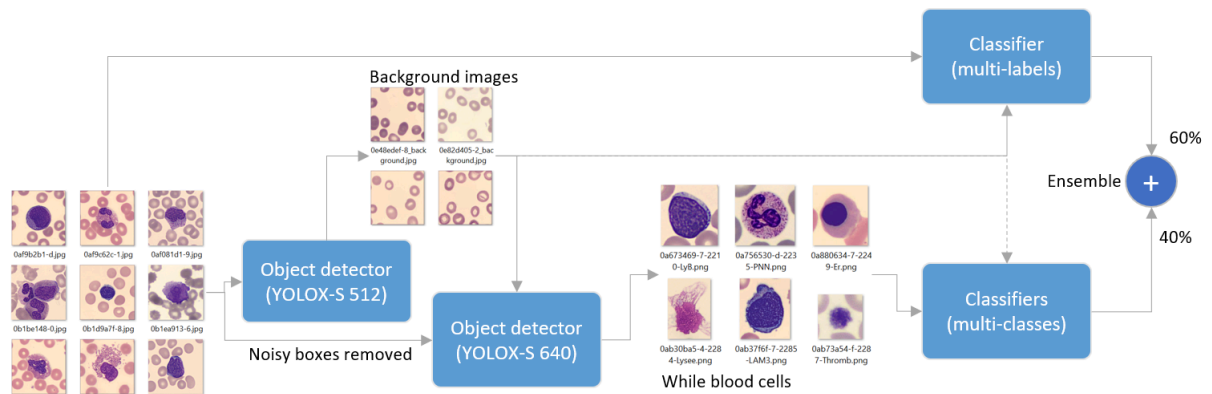 Classifier
(multi-labels)
Background images
0e48edef-8_back
ground.jpg
0e82d405-2_bac
kground.jpg
60%
Ensemble
+
40%
0af9b2b1-d.jpg
0af9c62c-1.jpg
0af081d1-9.jpg
Object detector
(YOLOX-S 512)
0a673469-7-221
0-LyB.png
0a756530-d-223
5-PNN.png
0a880634-7-224
9-Er.png
0b1be148-0.jpg
0b1d9a7f-8.jpg
0b1ea913-6.jpg
Noisy boxes removed
Object detector
(YOLOX-S 640)
Classifiers
(multi-classes)
0ab30ba5-4-228
4-Lysee.png
0ab37f6f-7-2285
-LAM3.png
0ab73a54-f-228
7-Thromb.png
While blood cells